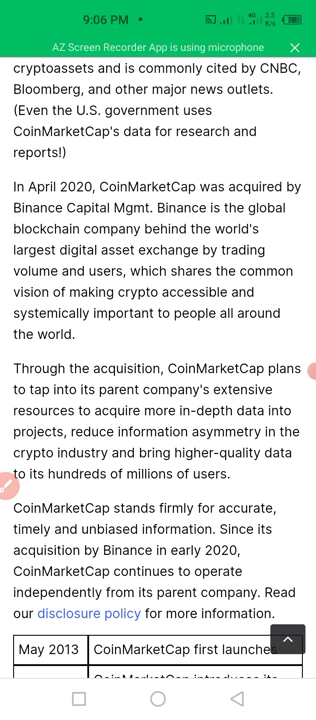 9:06 PM
4G 2.5 K/s
AZ Screen Recorder App is using microphone
cryptoassets and is commonly cited by CNBC,
Bloomberg, and other major news outlets.
(Even the U.S. government uses
CoinMarketCap's data for research and
reports!)
In April 2020, CoinMarketCap was acquired by
Binance Capital Mgmt. Binance is the global
blockchain company behind the world's
largest digital asset exchange by trading
volume and users, which shares the common
vision of making crypto accessible and
systemically important to people all around
the world.
Through the acquisition, CoinMarketCap plans
to tap into its parent company's extensive
resources to acquire more in-depth data into
projects, reduce information asymmetry in the
crypto industry and bring higher-quality data
to its hundreds of millions of users.
CoinMarketCap stands firmly for accurate,
timely and unbiased information. Since its
acquisition by Binance in early 2020,
CoinMarketCap continues to operate
independently from its parent company. Read
our disclosure policy for more information.
May 2013 CoinMarketCap first launches
CoinMarketCap introduces its